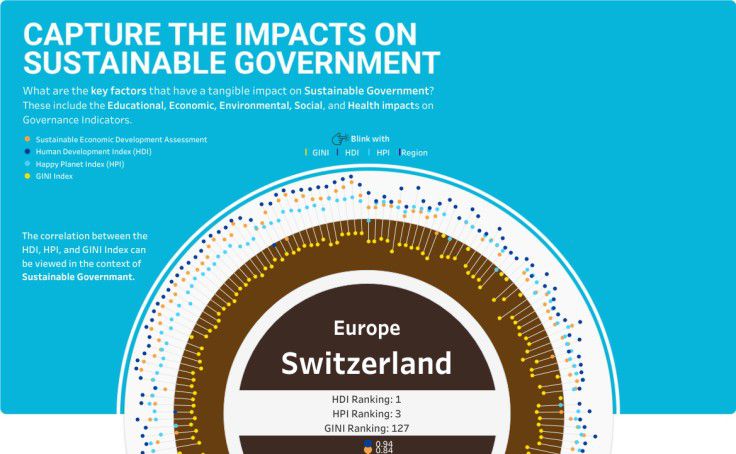 CAPTURE THE IMPACTS ON
SUSTAINABLE GOVERNMENT
What are the key factors that have a tangible impact on Sustainable Government?
These include the Educational, Economic, Environmental, Social, and Health impacts on
Governance Indicators.
Sustainable Economic Development Assessment
Human Development Index (HDI)
Happy Planet Index (HPI)
GINI Index
Blink with
GINI HDI HPI Region
The correlation between the
HDI, HPI, and GINI Index can
be viewed in the context of
Sustainable Governmant.
Europe
Switzerland
HDI Ranking: 1
HPI Ranking: 3
GINI Ranking: 127
0.94
0.84